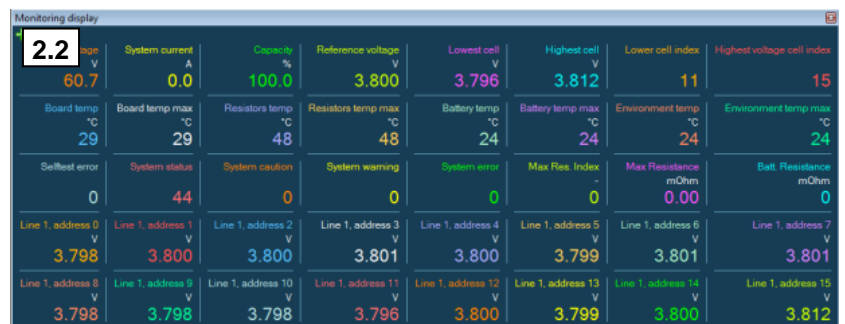 Monitoring display
2.2
System current Capacity Reference voltage Lowest cell Highest cell Lower cell index Highest voltage cell index
V A % V V V
60.7 0.0 100.0 3.800 3.796 3.812 11 15
Board temp Board temp max Resistors temp Resistors temp max Battery temp Battery temp max Environment temp Environment temp max
°C °C °C °C °C °C °C °C
29 29 48 48 24 24 24 24
Selftest error System status System caution System warning System error Max Res. Index Max Resistance Batt. Resistance
- mOhm mOhm
0 44 0 0 0 0 0.00 0
Line 1, address 0 Line 1, address 1 Line 1, address 2 Line 1, address 3 Line 1, address 4 Line 1, address 5 Line 1, address 6 Line 1, address 7
V V V V V V V V
3.798 3.800 3.800 3.801 3.800 3.799 3.801 3.801
Line 1, address 8 Line 1, address 9 Line 1, address 10 Line 1, address 11 Line 1, address 12 Line 1, address 13 Line 1, address 14 Line 1, address 15
V V V V V V V V
3.798 3.798 3.798 3.796 3.800 3.799 3.800 3.812